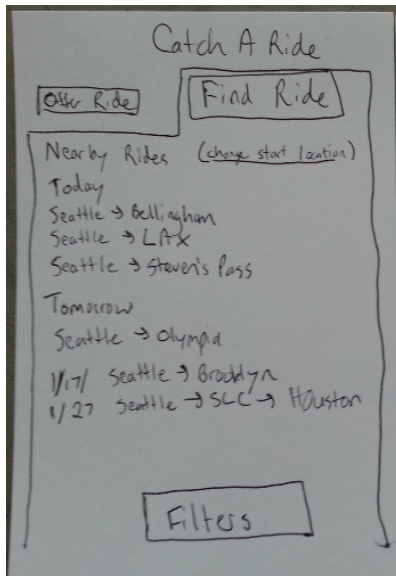 Catch A Ride
Offer Ride
Find Ride
Nearby Rides (change start location)
Today
Seattle → Bellingham
Seattle → LAX
Seattle → Steven's Pass
Tomorrow
Seattle → Olympia
1/17/ Seattle → Brooklyn
1/27 Seattle → SLC → Houston
Filters